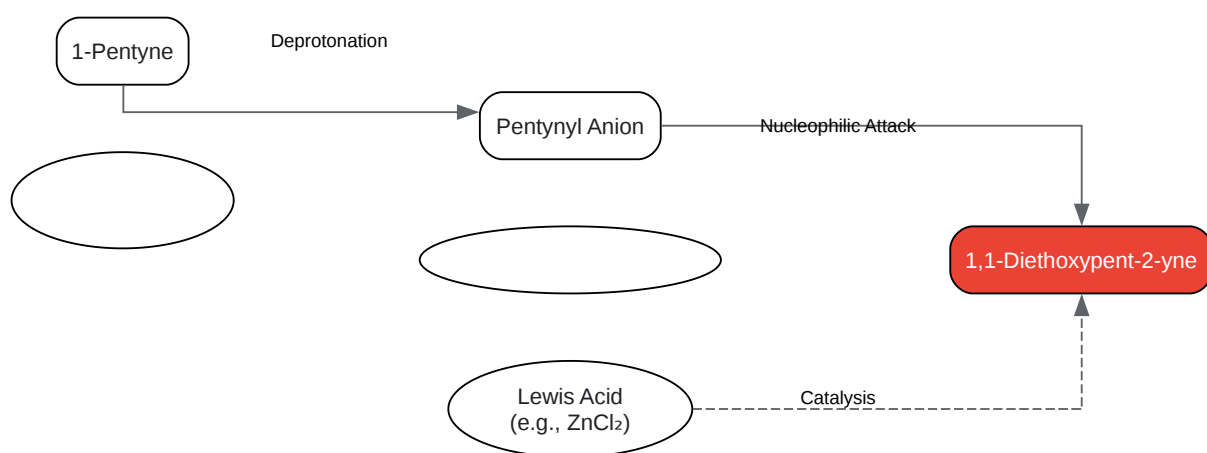 1-Pentyne
Deprotonation
Pentynyl Anion
Nucleophilic Attack
1,1-Diethoxypent-2-yne
Lewis Acid
(e.g., ZnCl₂)
Catalysis